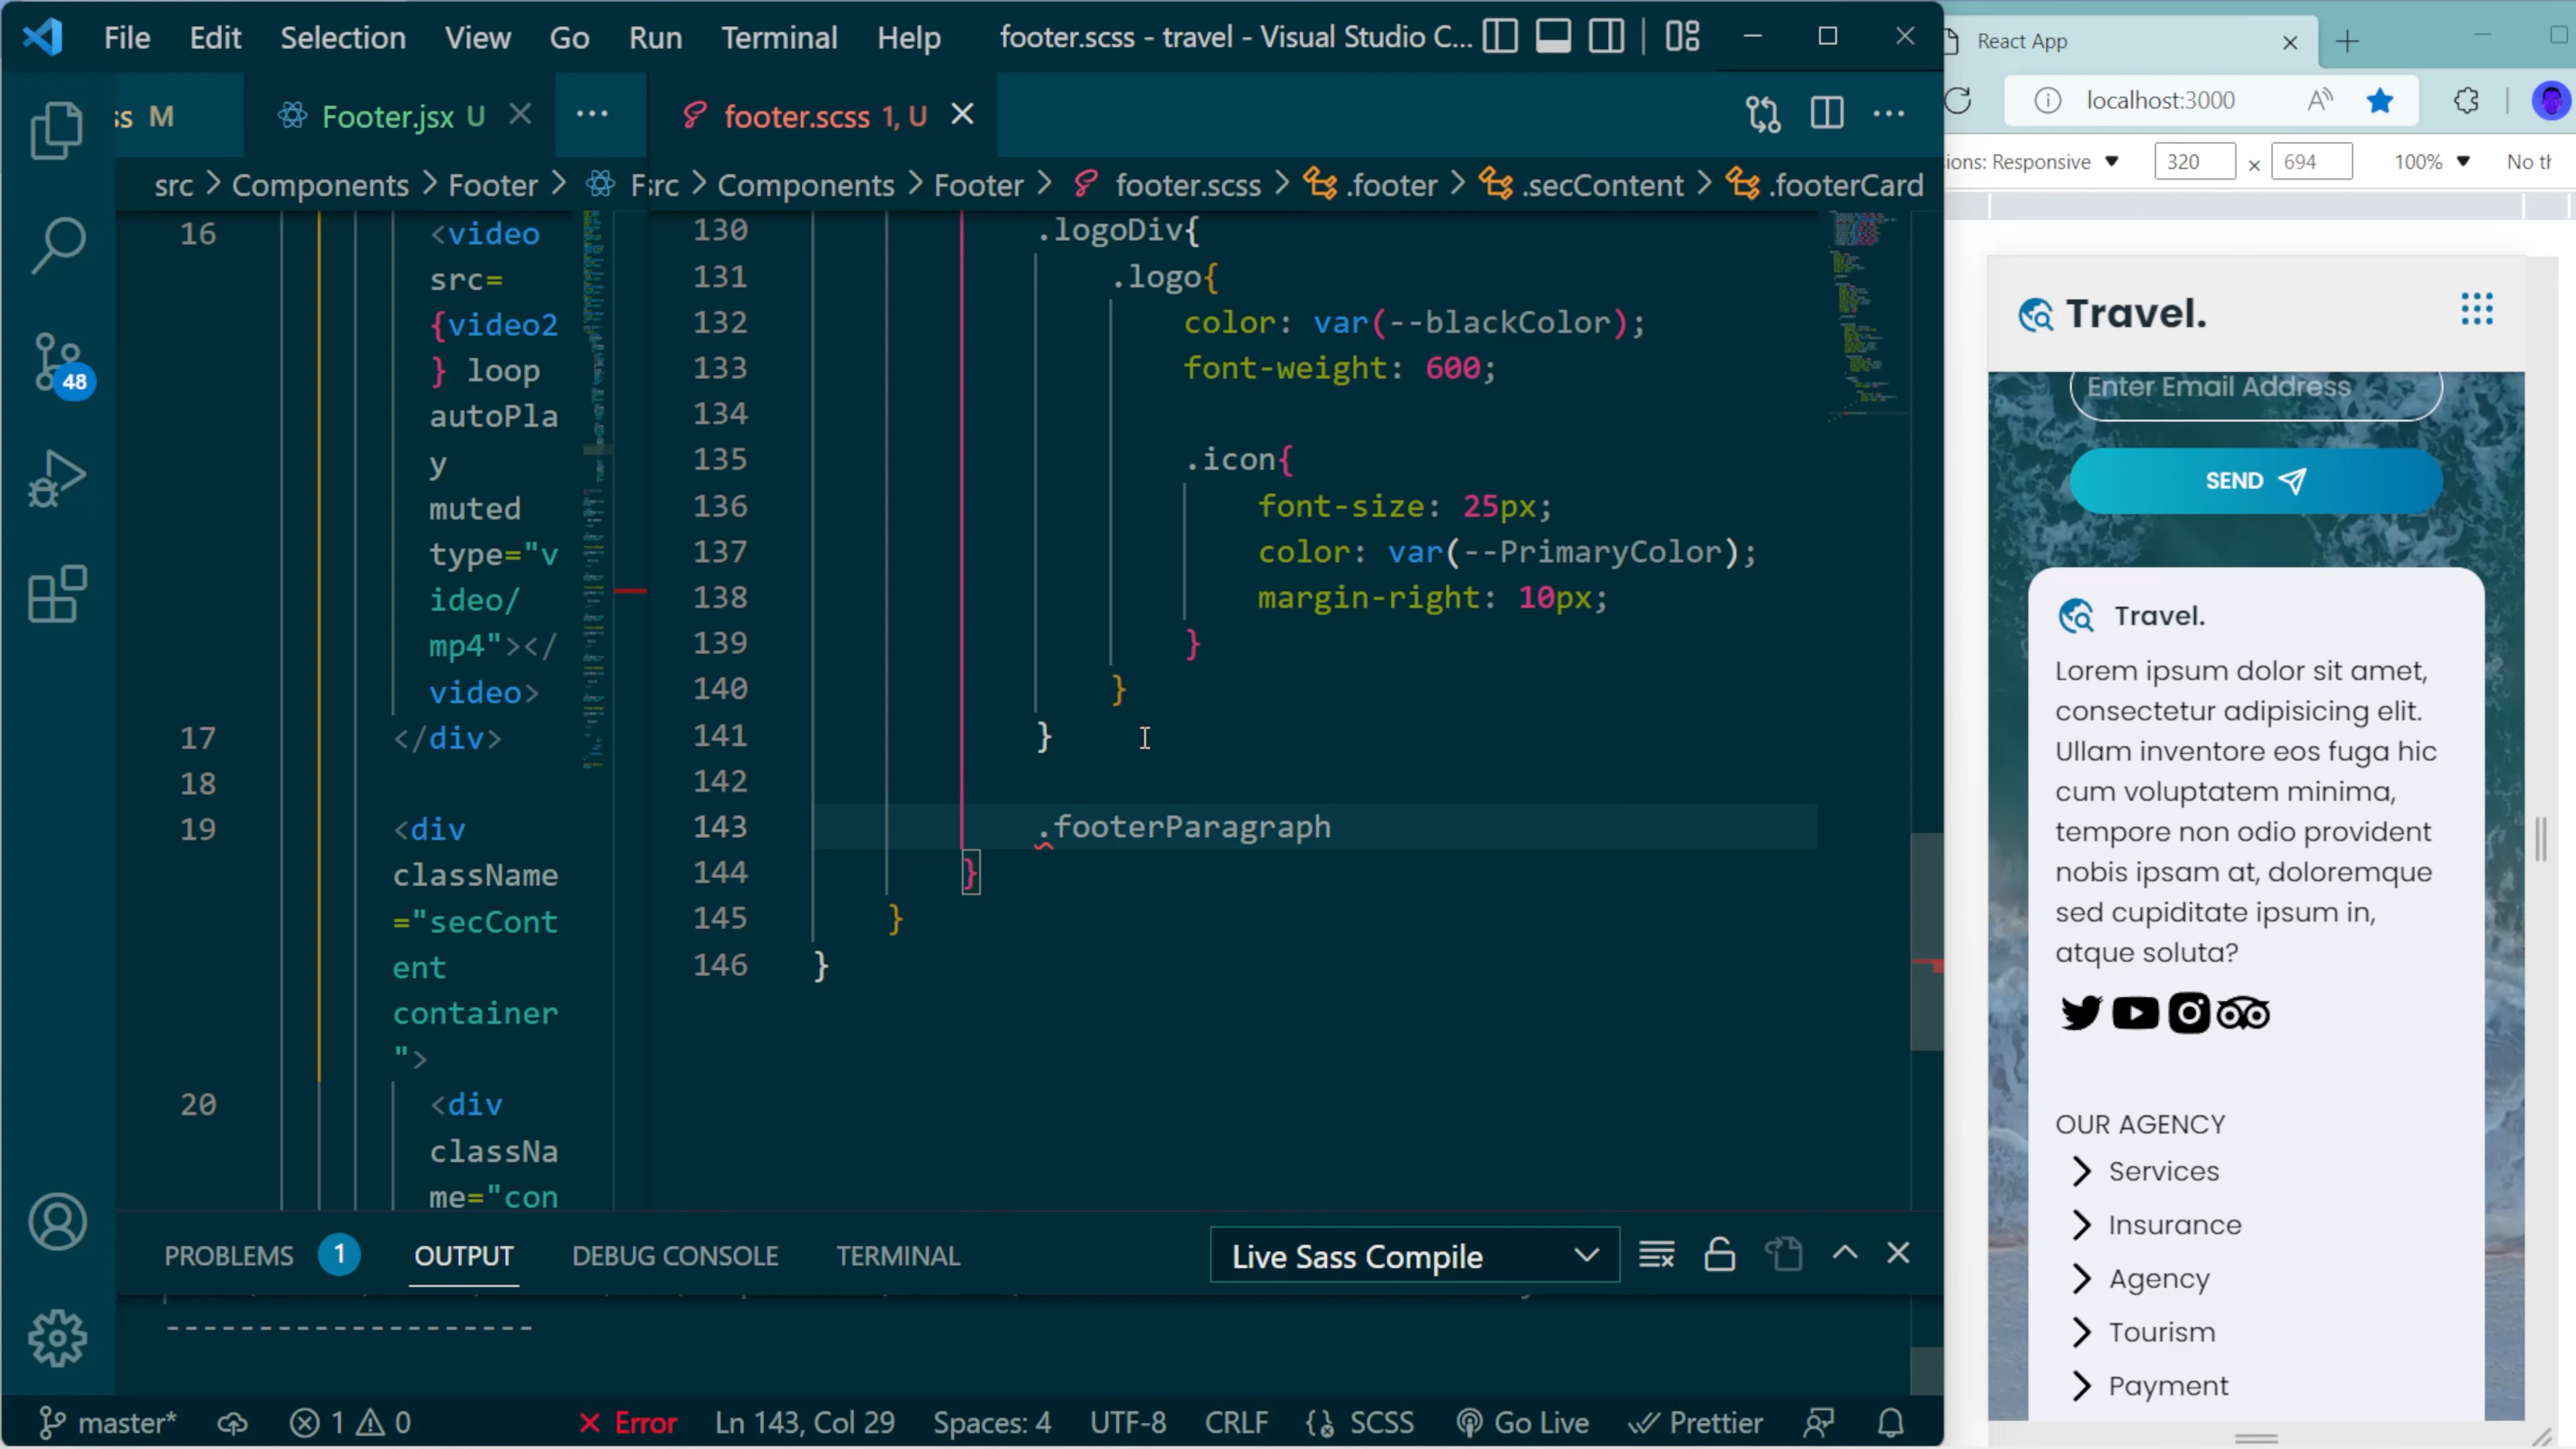 File Edit Selection View Go Run Terminal Help footer.scss - travel - Visual Studio C...
ss M Footer.jsx U ... footer.scss 1, U
src > Components > Footer > src > Components > Footer > footer.scss > .footer > .secContent > .footerCard
16 <video
src=
{video2
} loop
autoPla
y
muted
type="v
ideo/
mp4"></
video>
17 </div>
18
19 <div
className
="secCont
ent
container
">
20 <div
classNa
me="con
130 .logoDiv{
131 .logo{
132 color: var(--blackColor);
133 font-weight: 600;
134
135 .icon{
136 font-size: 25px;
137 color: var(--PrimaryColor);
138 margin-right: 10px;
139 }
140 }
141 }
142
143 .footerParagraph
144 }
145 }
146 }
PROBLEMS 1 OUTPUT DEBUG CONSOLE TERMINAL Live Sass Compile
--------------------
master* 1 0 Error Ln 143, Col 29 Spaces: 4 UTF-8 CRLF SCSS Go Live Prettier
48
React App
localhost:3000
ions: Responsive 320 x 694 100% No th
Travel.
Enter Email Address
SEND
Travel.
Lorem ipsum dolor sit amet,
consectetur adipisicing elit.
Ullam inventore eos fuga hic
cum voluptatem minima,
tempore non odio provident
nobis ipsam at, doloremque
sed cupiditate ipsum in,
atque soluta?
OUR AGENCY
Services
Insurance
Agency
Tourism
Payment